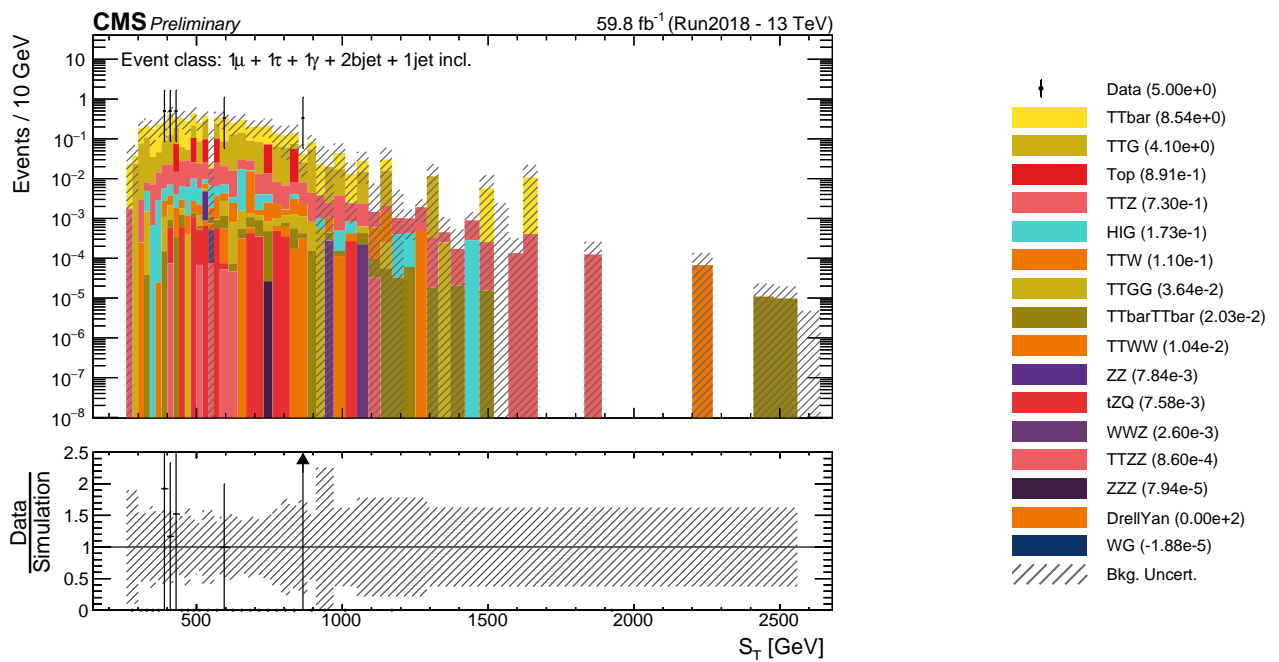 CMS Preliminary
59.8 fb⁻¹ (Run2018 - 13 TeV)
Event class: 1μ + 1τ + 1γ + 2bjet + 1jet incl.
Events / 10 GeV
10
1
10⁻¹
10⁻²
10⁻³
10⁻⁴
10⁻⁵
10⁻⁶
10⁻⁷
10⁻⁸
Data (5.00e+0)
TTbar (8.54e+0)
TTG (4.10e+0)
Top (8.91e-1)
TTZ (7.30e-1)
HIG (1.73e-1)
TTW (1.10e-1)
TTGG (3.64e-2)
TTbarTTbar (2.03e-2)
TTWW (1.04e-2)
ZZ (7.84e-3)
tZQ (7.58e-3)
WWZ (2.60e-3)
TTZZ (8.60e-4)
ZZZ (7.94e-5)
DrellYan (0.00e+2)
WG (-1.88e-5)
Bkg. Uncert.
Data
Simulation
2.5
2
1.5
1
0.5
0
500 1000 1500 2000 2500
S_T [GeV]